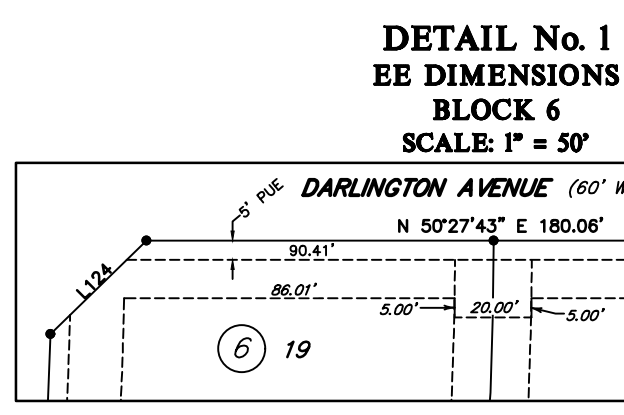 DETAIL No. 1
EE DIMENSIONS
BLOCK 6
SCALE: 1" = 50'
5' PUE
DARLINGTON AVENUE (60'
N 50°27'43" E 180.06'
90.41'
L124
86.01'
5.00' 20.00' 5.00'
6 19